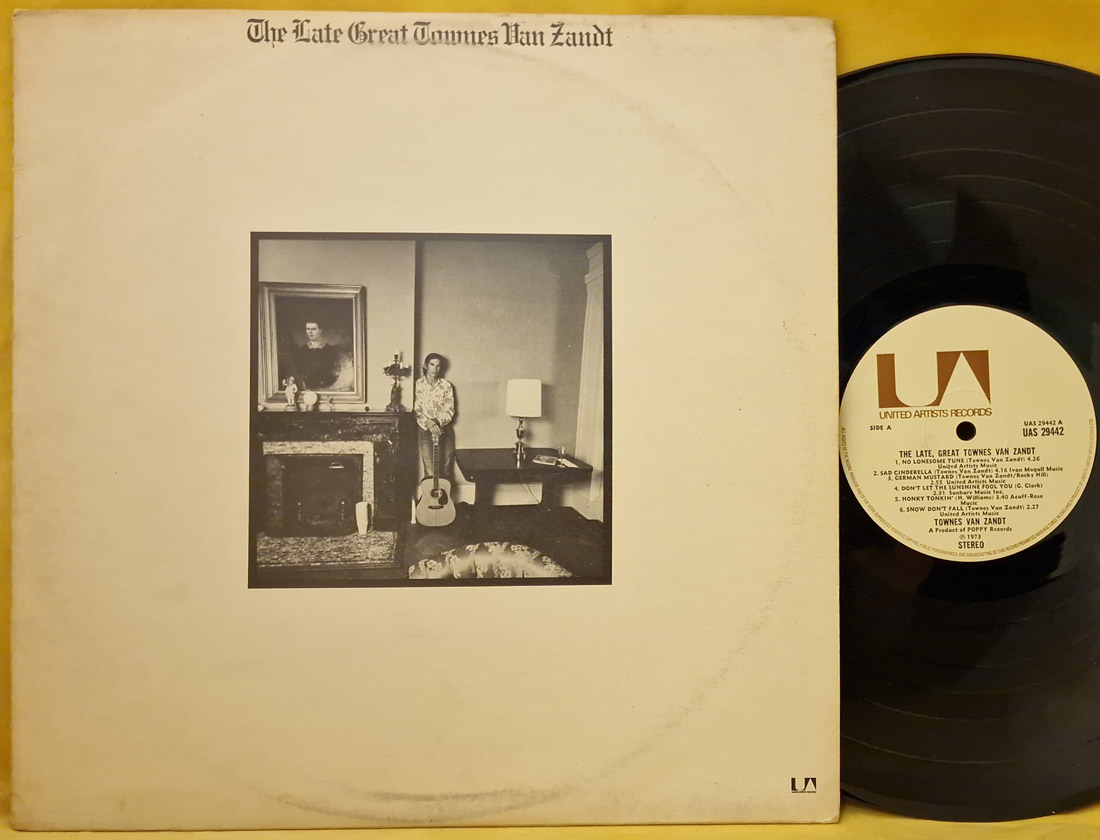 The Late Great Townes Van Zandt
UA
UNITED ARTISTS RECORDS
SIDE A
UAS 29442 A
UAS 29442
THE LATE, GREAT TOWNES VAN ZANDT
1. NO LONESOME TUNE (Townes Van Zandt) 4.26
United Artists Music
2. SAD CINDERELLA (Townes Van Zandt) 4.16 Ivan Mogull Music
3. GERMAN MUSTARD (Townes Van Zandt/Rocky Hill)
2.55 United Artists Music
4. DON'T LET THE SUNSHINE FOOL YOU (G. Clark)
2.31 Sunbury Music Inc.
5. HONKY TONKIN' (H. Williams) 3.40 Acuff-Rose
Music
6. SNOW DON'T FALL (Townes Van Zandt) 2.27
United Artists Music
TOWNES VAN ZANDT
A Product of POPPY Records
℗ 1973
STEREO
UA